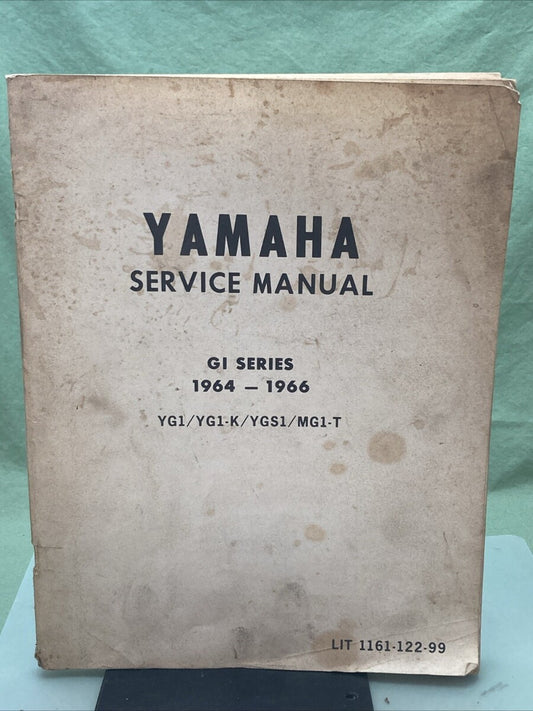 YAMAHA
SERVICE MANUAL
GI SERIES
1964 — 1966
YG1/YG1-K/YGS1/MG1-T
LIT 1161-122-99